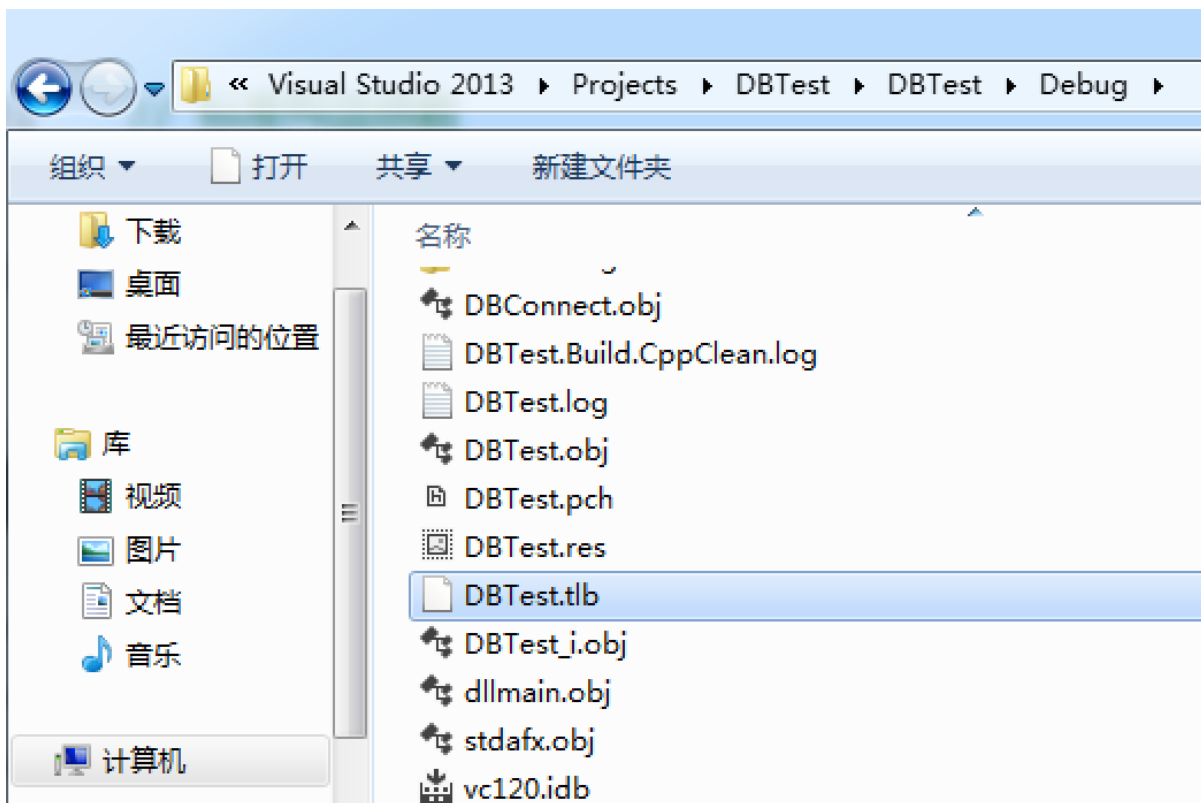 « Visual Studio 2013 ▸ Projects ▸ DBTest ▸ DBTest ▸ Debug ▸
组织 打开 共享 新建文件夹
下载
桌面
最近访问的位置
库
视频
图片
文档
音乐
计算机
名称
DBConnect.obj
DBTest.Build.CppClean.log
DBTest.log
DBTest.obj
DBTest.pch
DBTest.res
DBTest.tlb
DBTest_i.obj
dllmain.obj
stdafx.obj
vc120.idb